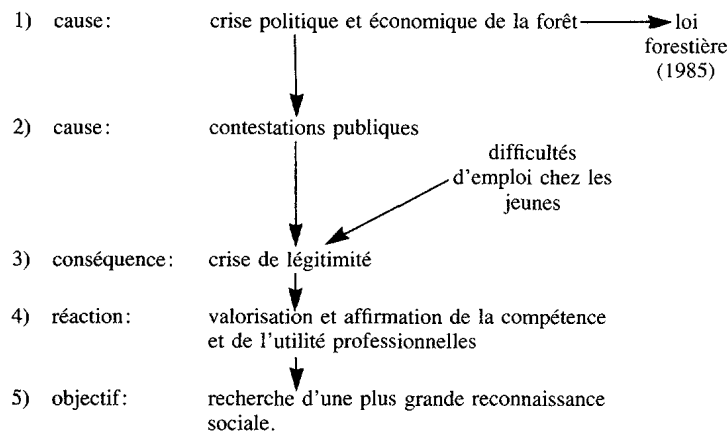 1) cause: crise politique et économique de la forêt loi
forestière
(1985)
2) cause: contestations publiques
difficultés
d'emploi chez les
jeunes
3) conséquence: crise de légitimité
4) réaction: valorisation et affirmation de la compétence
et de l'utilité professionnelles
5) objectif: recherche d'une plus grande reconnaissance
sociale.